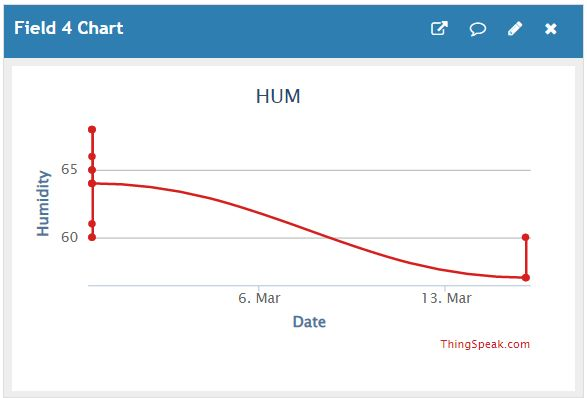 Field 4 Chart
HUM
Humidity
65
60
6. Mar
13. Mar
Date
ThingSpeak.com